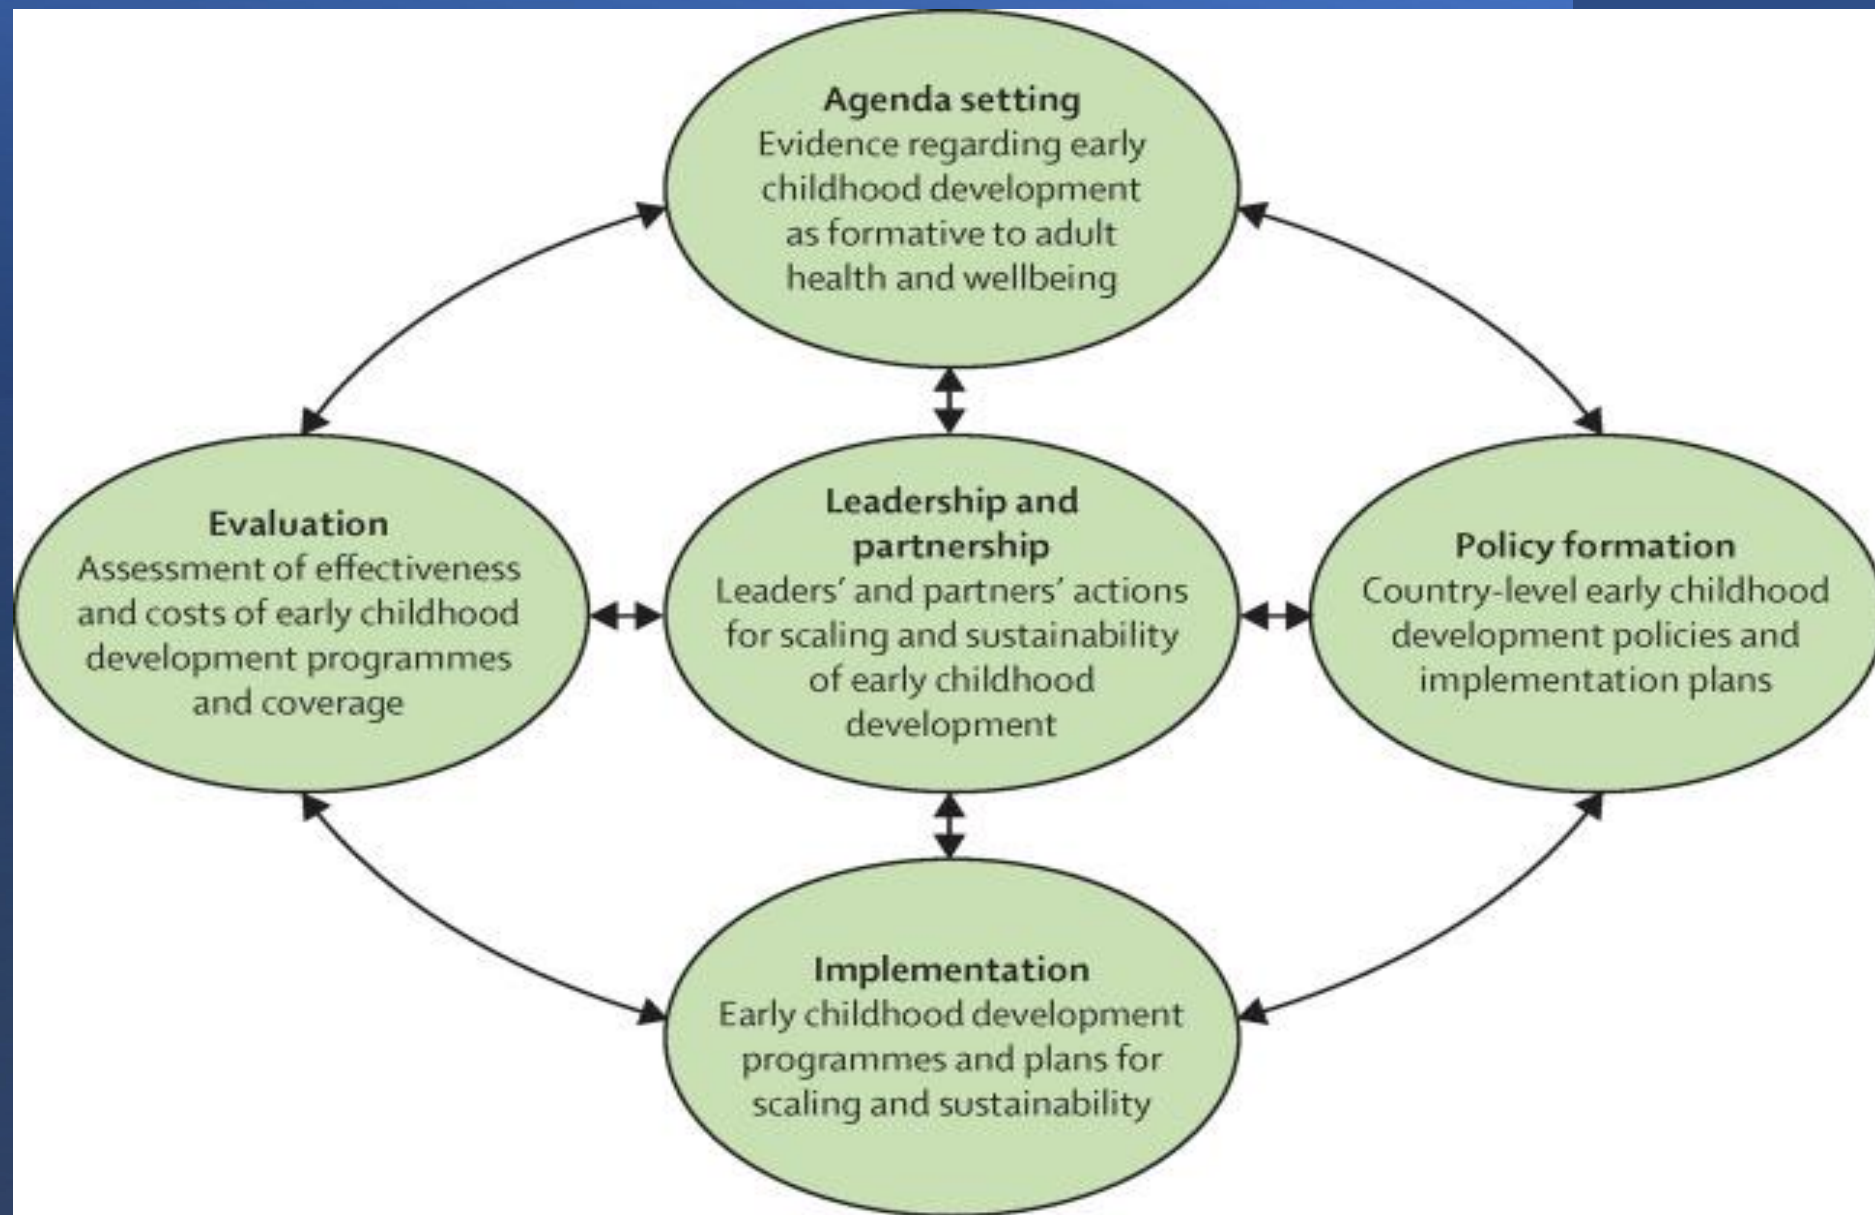 Agenda setting
Evidence regarding early
childhood development
as formative to adult
health and wellbeing
Evaluation
Assessment of effectiveness
and costs of early childhood
development programmes
and coverage
Leadership and
partnership
Leaders’ and partners’ actions
for scaling and sustainability
of early childhood
development
Policy formation
Country-level early childhood
development policies and
implementation plans
Implementation
Early childhood development
programmes and plans for
scaling and sustainability